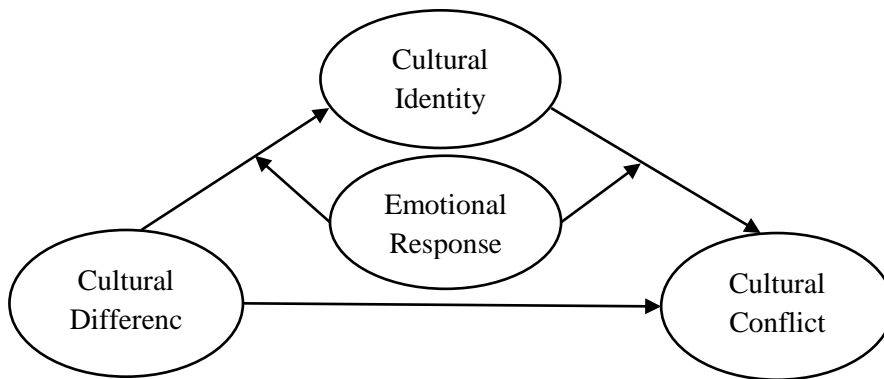 Cultural
Identity
Emotional
Response
Cultural
Differenc
Cultural
Conflict